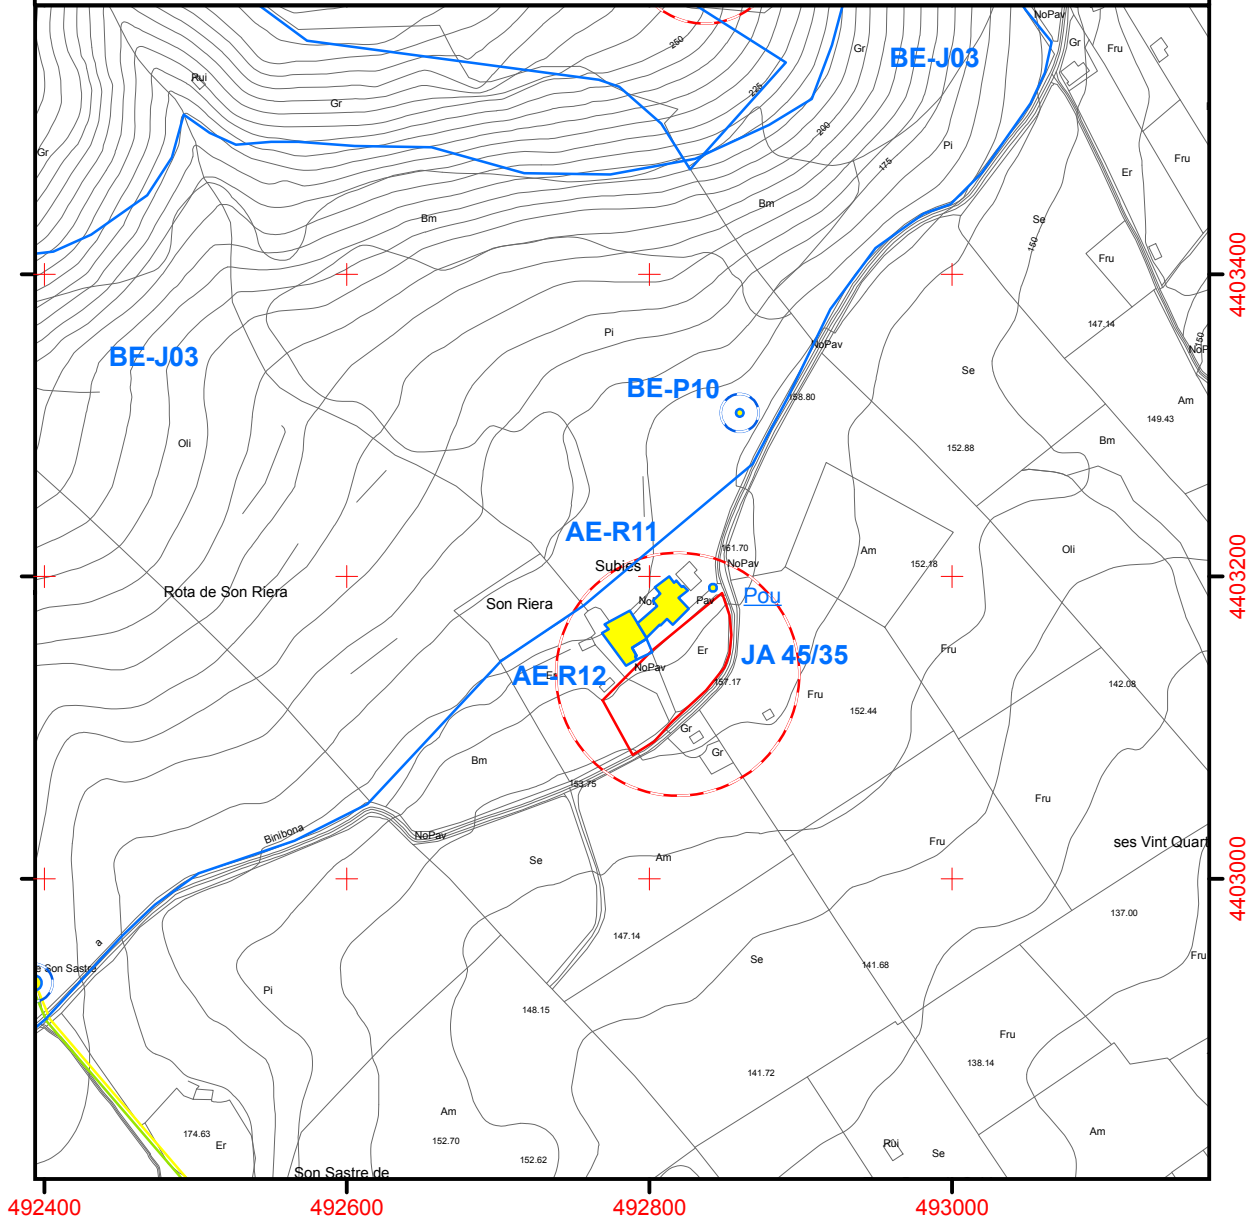 NoPav
Gr
Fru
BE-J03
250
Gr
Rui
225
Gr
200
Pi
Gr
175
Fru
Er
Bm
Bm
Se
150
Fru
4403400
147.14
Pi
NoPav
150
BE-J03
Se
BE-P10
158.80
Am
149.43
Oli
Bm
152.88
AE-R11
161.70
Am
Oli
Subies
NoPav
152.18
4403200
Rota de Son Riera
Son Riera
Pav
Pou
Er
JA 45/35
Fru
NoPav
AE-R12
157.17
142.08
Fru
152.44
Gr
Gr
Bm
153.75
Fru
Binibona
NoPav
Fru
ses Vint Quart
Se
Am
4403000
137.00
147.14
a
Se
Fru
141.68
e Son Sastre
Pi
148.15
Fru
138.14
141.72
Am
174.63
Er
152.70
Am
Rui
Se
152.62
Son Sastre de
492400
492600
492800
493000